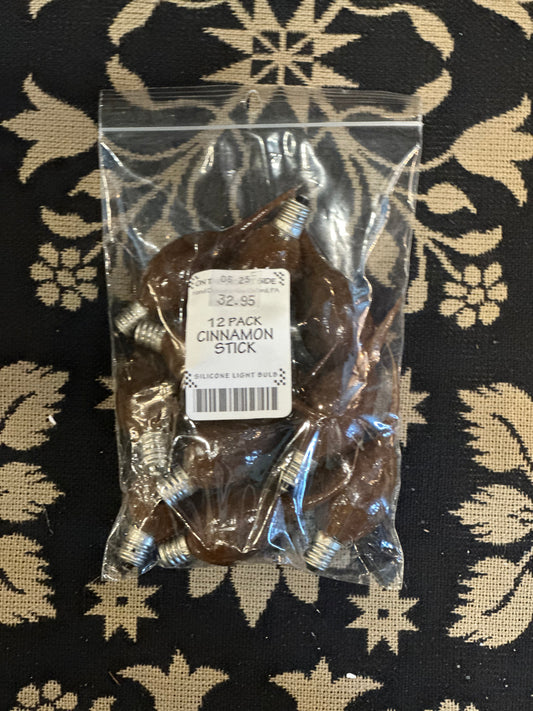 32.95
12 PACK
CINNAMON
STICK
SILICONE LIGHT BULB